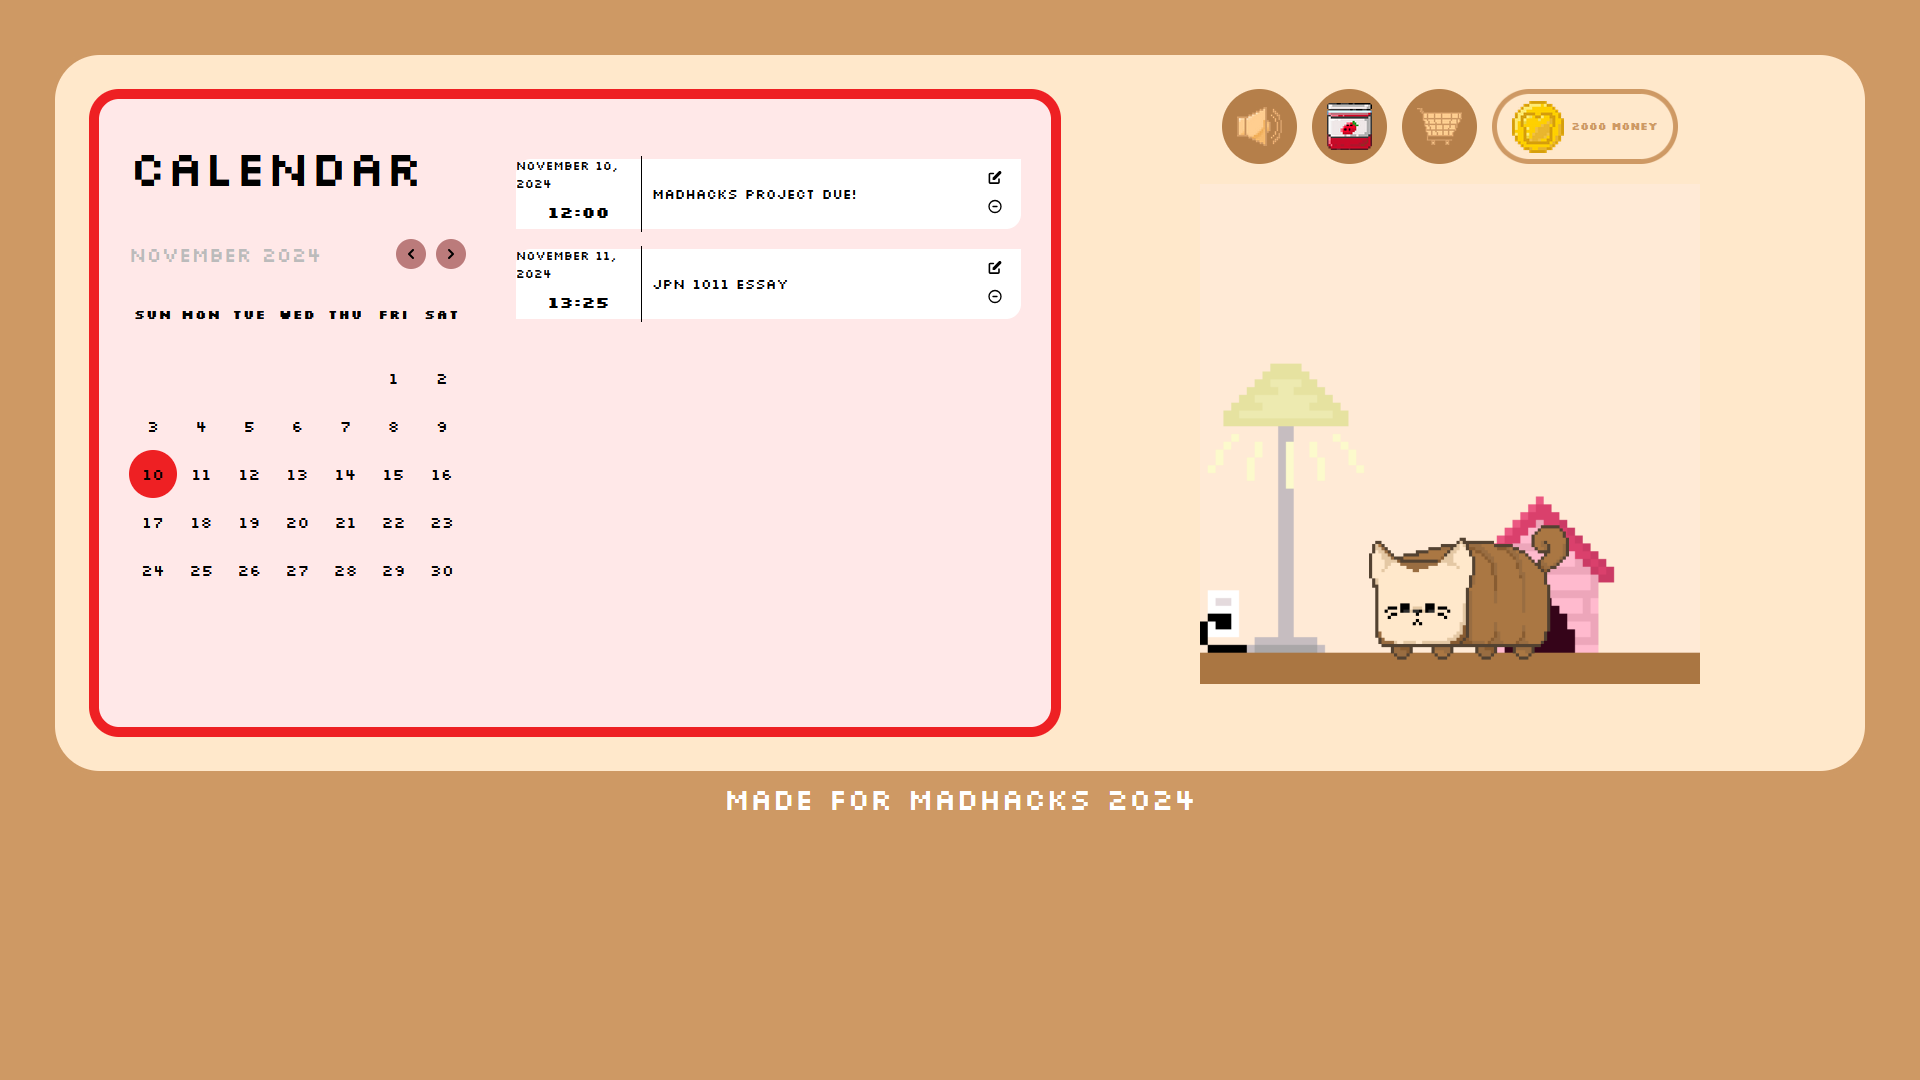 CALENDAR
NOVEMBER 2024
SUN MON TUE WED THU FRI SAT
1 2
3 4 5 6 7 8 9
10 11 12 13 14 15 16
17 18 19 20 21 22 23
24 25 26 27 28 29 30
NOVEMBER 10,
2024
12:00
MADHACKS PROJECT DUE!
NOVEMBER 11,
2024
13:25
JPN 1011 ESSAY
2000 MONEY
MADE FOR MADHACKS 2024